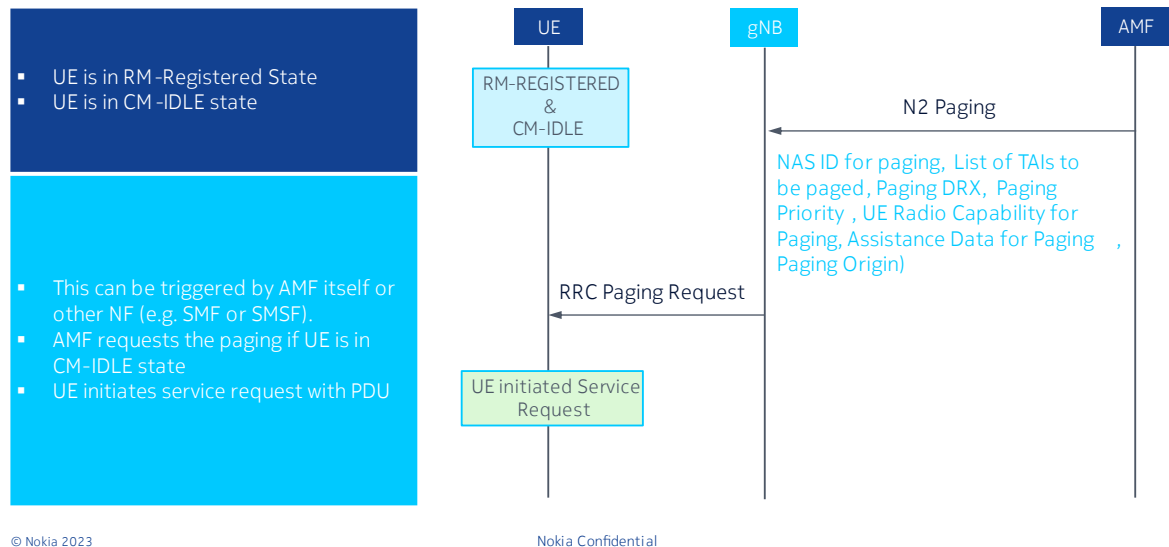 ▪ UE is in RM-Registered State
▪ UE is in CM-IDLE state
▪ This can be triggered by AMF itself or
other NF (e.g. SMF or SMSF).
▪ AMF requests the paging if UE is in
CM-IDLE state
▪ UE initiates service request with PDU
UE
gNB
AMF
RM-REGISTERED
&
CM-IDLE
N2 Paging
NAS ID for paging, List of TAIs to
be paged, Paging DRX, Paging
Priority , UE Radio Capability for
Paging, Assistance Data for Paging ,
Paging Origin)
RRC Paging Request
UE initiated Service
Request
© Nokia 2023
Nokia Confidential